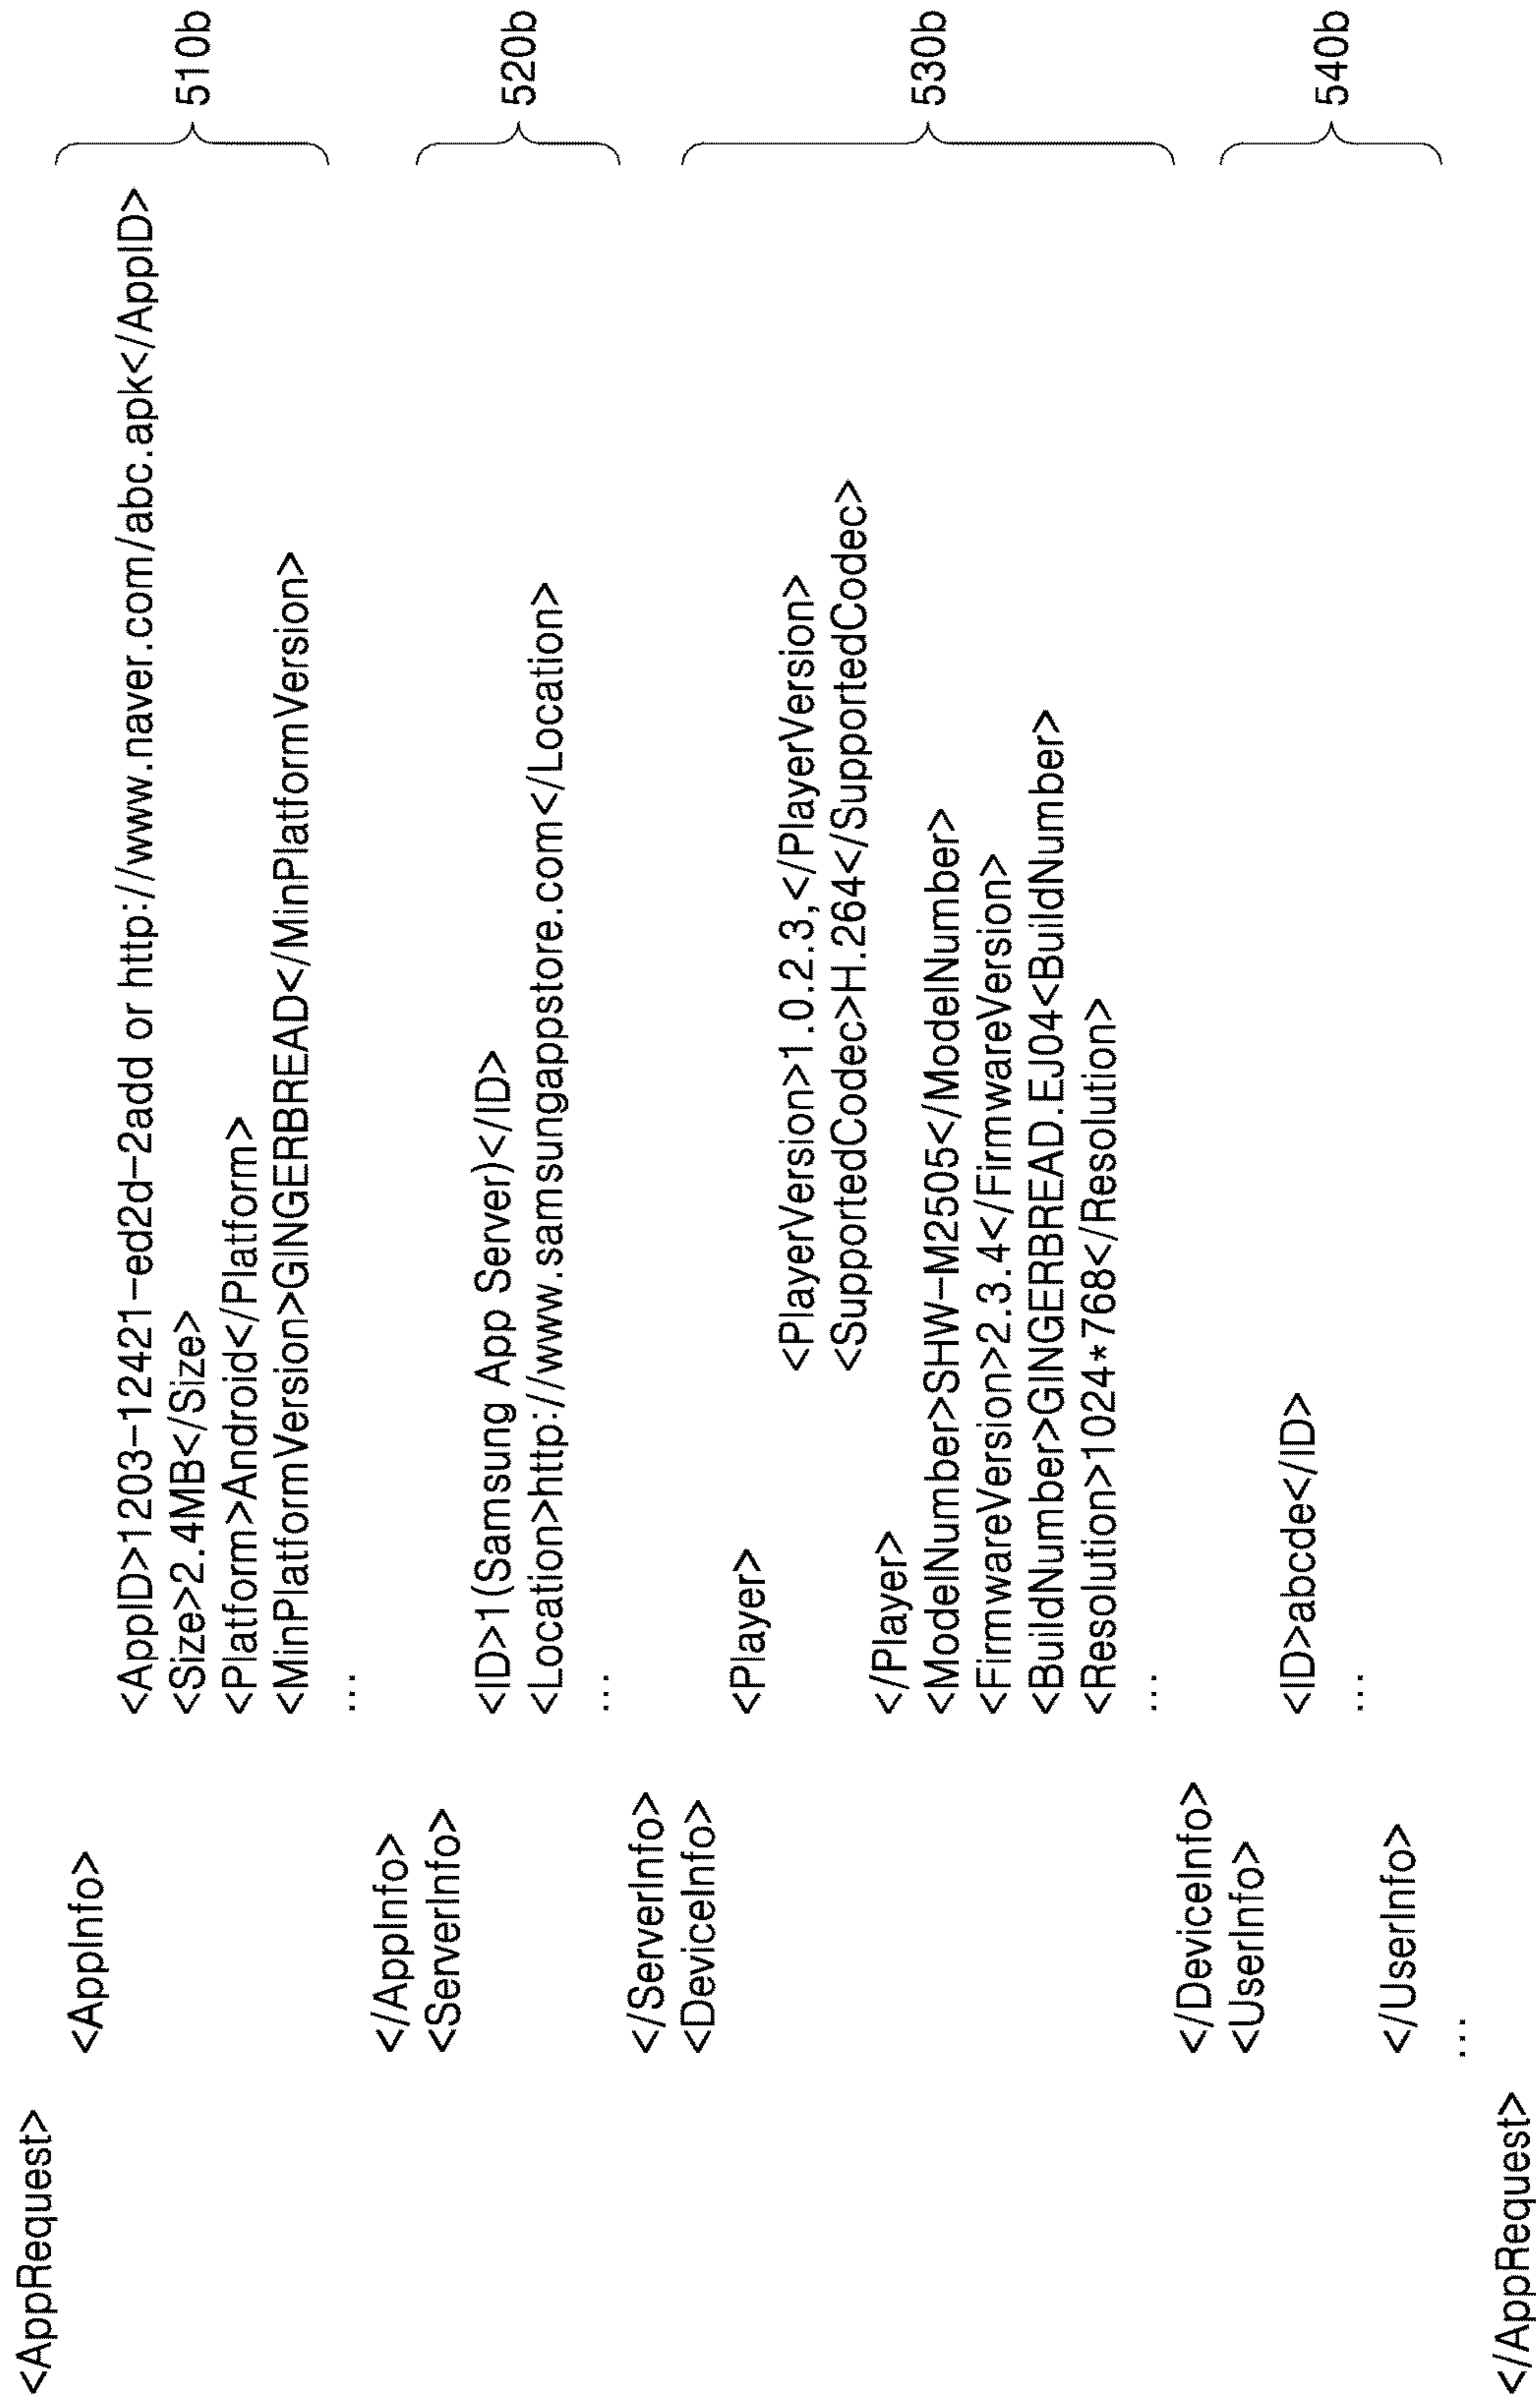 <AppRequest>
<AppInfo>
<AppID>1203-12421-ed2d-2add or http://www.naver.com/abc.apk</AppID>
<Size>2.4MB</Size>
<Platform>Android</Platform>
<MinPlatformVersion>GINGERBREAD</MinPlatformVersion>
...
510b
</AppInfo>
<ServerInfo>
<ID>1(Samsung App Server)</ID>
<Location>http://www.samsungappstore.com</Location>
...
520b
</ServerInfo>
<DeviceInfo>
<Player>
<PlayerVersion>1.0.2.3,</PlayerVersion>
<SupportedCodec>H.264</SupportedCodec>
</Player>
<ModelNumber>SHW-M2505</ModelNumber>
<FirmwareVersion>2.3.4</FirmwareVersion>
<BuildNumber>GINGERBREAD.EJ04<BuildNumber>
<Resolution>1024*768</Resolution>
...
530b
</DeviceInfo>
<UserInfo>
<ID>abcde</ID>
...
540b
</UserInfo>
...
</AppRequest>